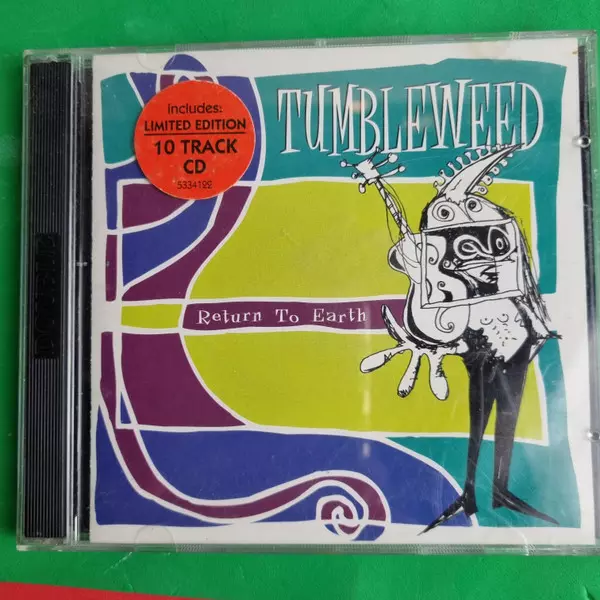 Includes:
LIMITED EDITION
10 TRACK
CD
5334192
TUMBLEWEED
Return To Earth